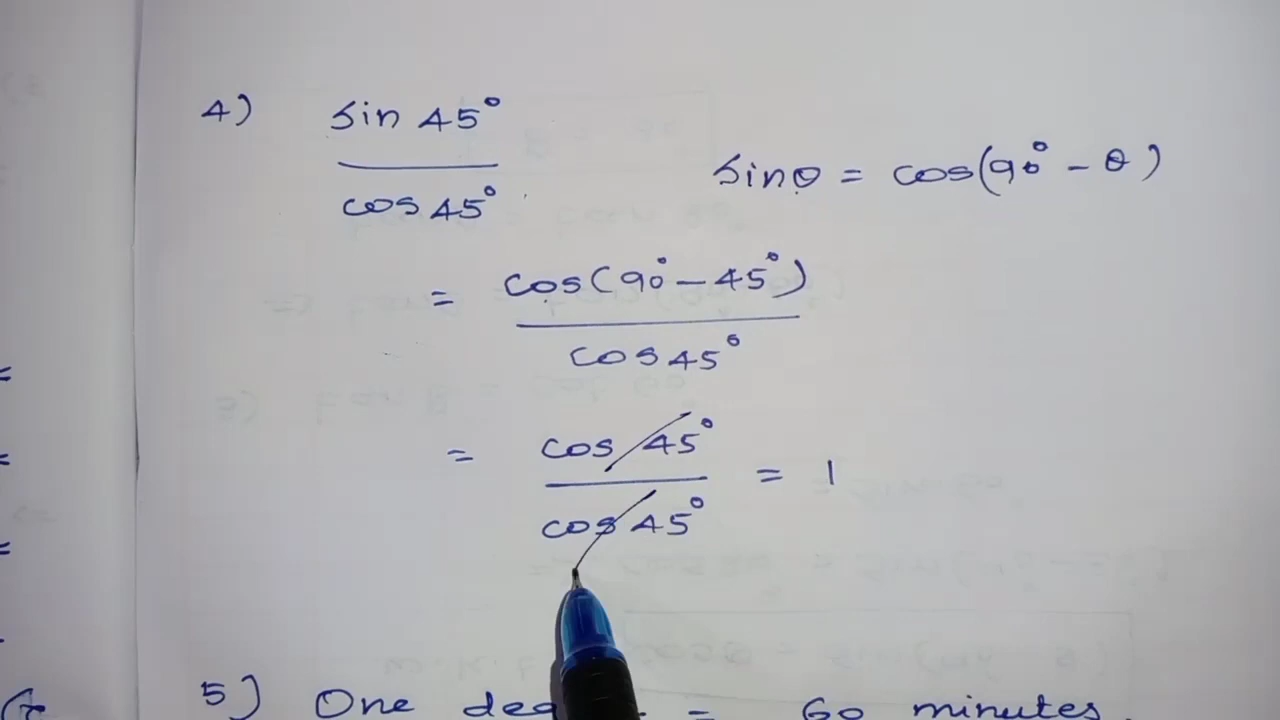 4) sin 45° / cos 45°
sinθ = cos(90° - θ)
= cos(90° - 45°) / cos 45°
= cos 45° / cos 45° = 1
5) One deg = 60 minutes.